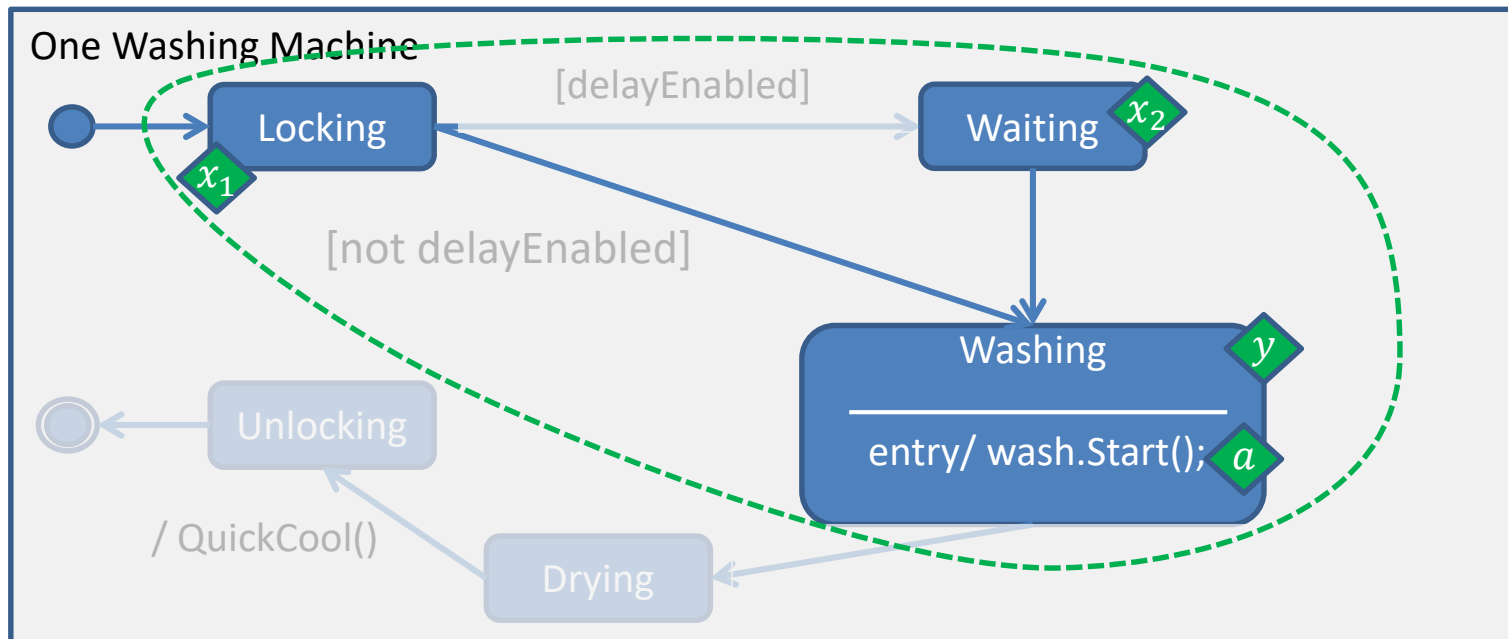 One Washing Machine
[delayEnabled]
Locking
Waiting
x₂
x₁
[not delayEnabled]
Washing
y
Unlocking
entry/ wash.Start();
a
/ QuickCool()
Drying